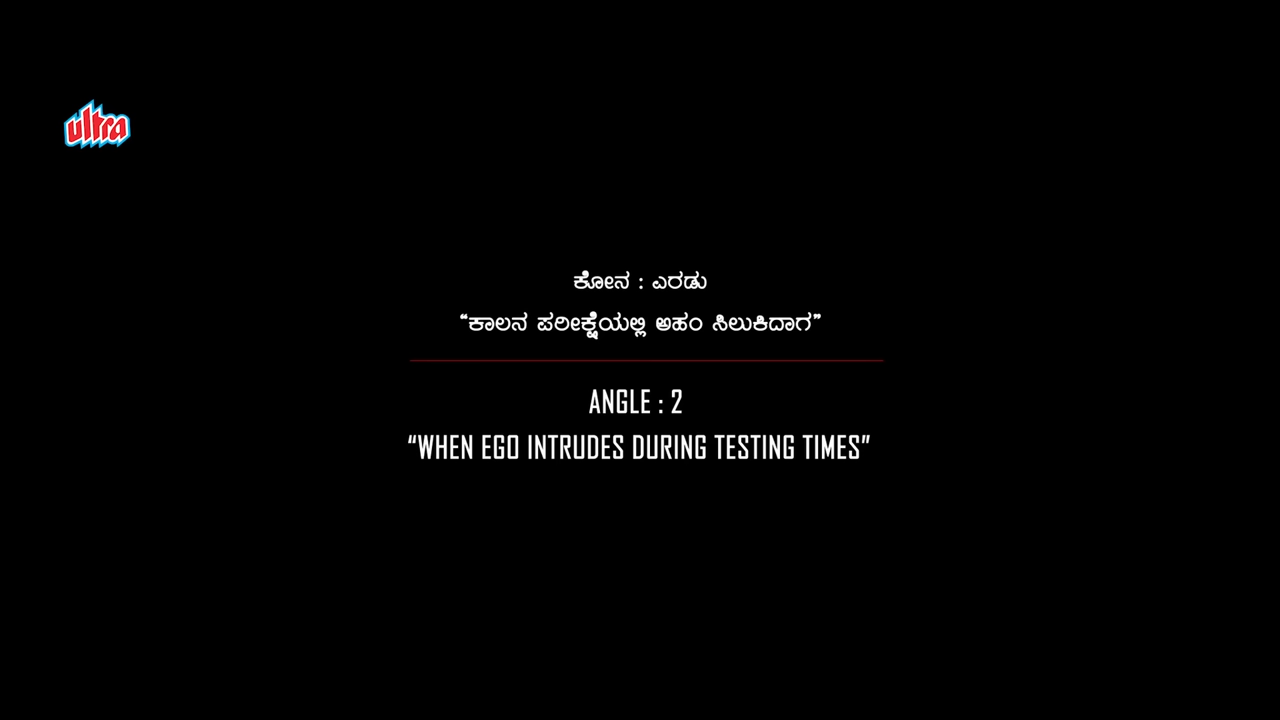 ultra
ಕೋನ : ಎರಡು
“ಕಾಲನ ಪರೀಕ್ಷೆಯಲ್ಲಿ ಅಹಂ ಸಿಲುಕಿದಾಗ”
ANGLE : 2
“WHEN EGO INTRUDES DURING TESTING TIMES”